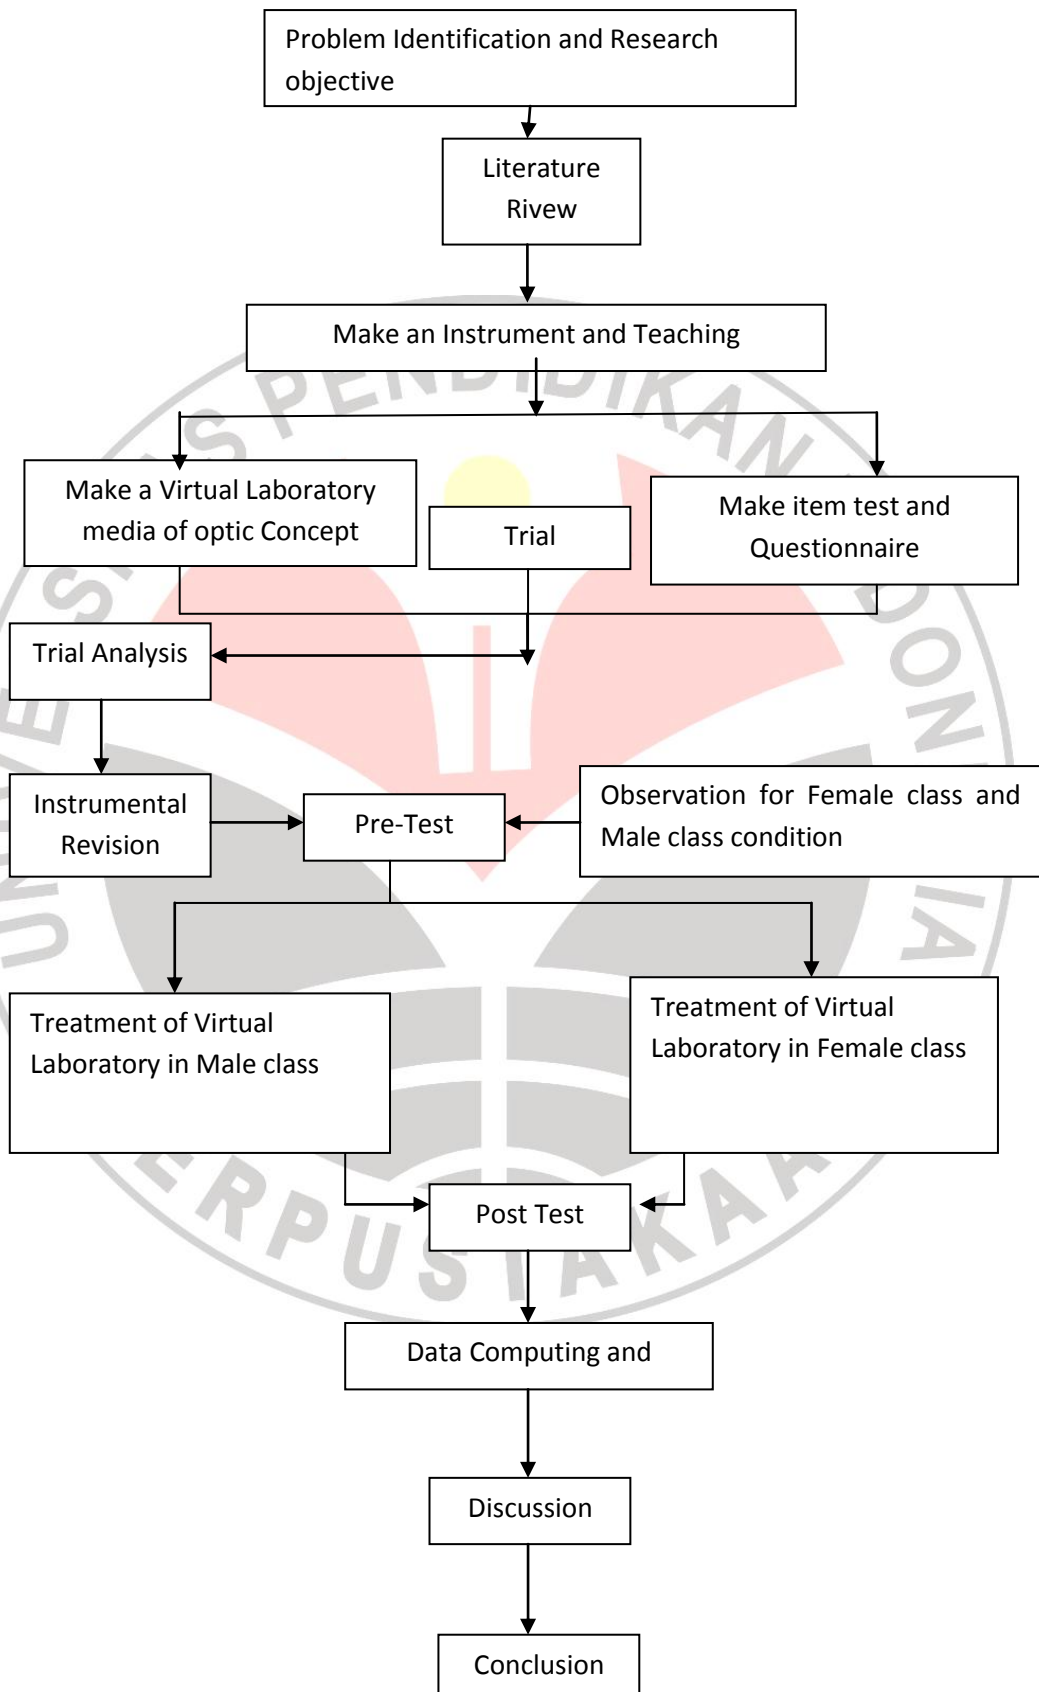 Problem Identification and Research
objective
Literature
Rivew
Make an Instrument and Teaching
Make a Virtual Laboratory
media of optic Concept
Trial
Make item test and
Questionnaire
Trial Analysis
Instrumental
Revision
Pre-Test
Observation for Female class and
Male class condition
Treatment of Virtual
Laboratory in Male class
Treatment of Virtual
Laboratory in Female class
Post Test
Data Computing and
Discussion
Conclusion
PENDIDIKAN